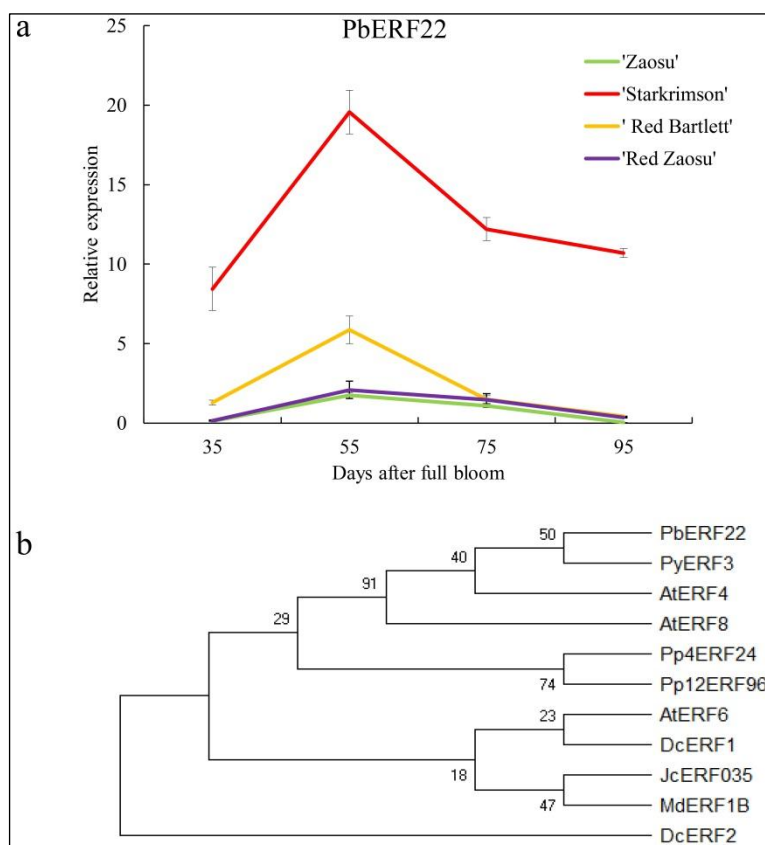 a
PbERF22
25
20
15
10
5
0
Relative expression
'Zaosu'
'Starkrimson'
' Red Bartlett'
'Red Zaosu'
35 55 75 95
Days after full bloom
b
50
40
91
29
74
23
18
47
PbERF22
PyERF3
AtERF4
AtERF8
Pp4ERF24
Pp12ERF96
AtERF6
DcERF1
JcERF035
MdERF1B
DcERF2